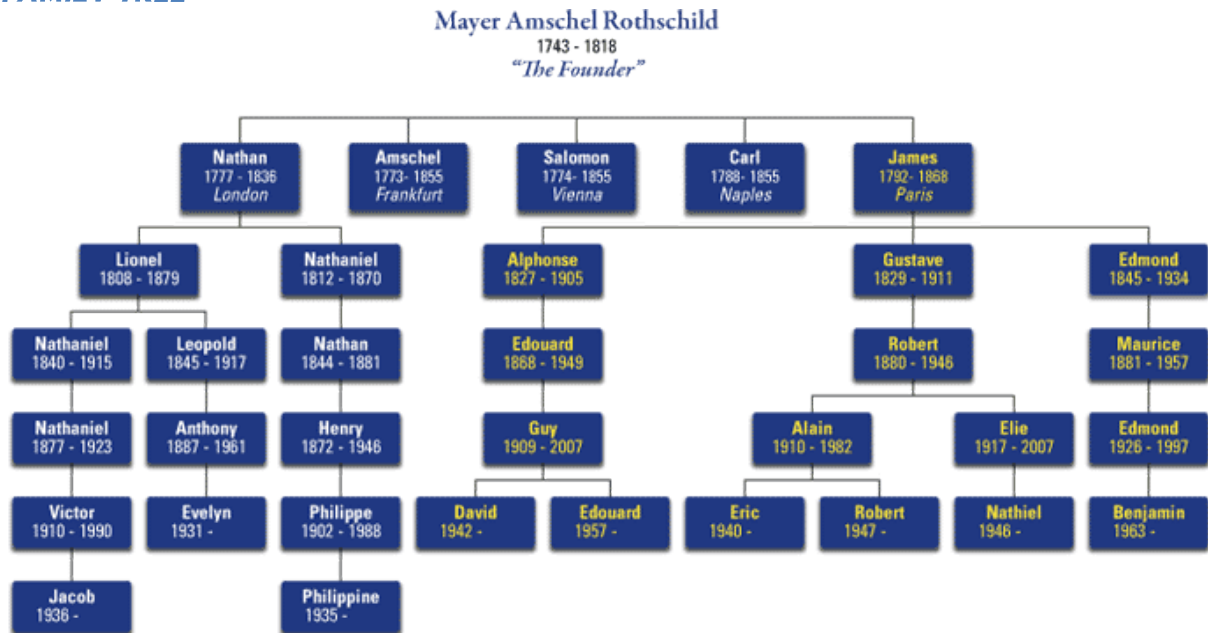 FAMILY TREE
Mayer Amschel Rothschild
1743 - 1818
“The Founder”
Nathan
1777 - 1836
London
Amschel
1773- 1855
Frankfurt
Salomon
1774- 1855
Vienna
Carl
1788- 1855
Naples
James
1792- 1868
Paris
Lionel
1808 - 1879
Nathaniel
1812 - 1870
Alphonse
1827 - 1905
Gustave
1829 - 1911
Edmond
1845 - 1934
Nathaniel
1840 - 1915
Leopold
1845 - 1917
Nathan
1844 - 1881
Edouard
1868 - 1949
Robert
1880 - 1946
Maurice
1881 - 1957
Nathaniel
1877 - 1923
Anthony
1887 - 1961
Henry
1872 - 1946
Guy
1909 - 2007
Alain
1910 - 1982
Elie
1917 - 2007
Edmond
1926 - 1997
Victor
1910 - 1990
Evelyn
1931 -
Philippe
1902 - 1988
David
1942 -
Edouard
1957 -
Eric
1940 -
Robert
1947 -
Nathiel
1946 -
Benjamin
1963 -
Jacob
1936 -
Philippine
1935 -